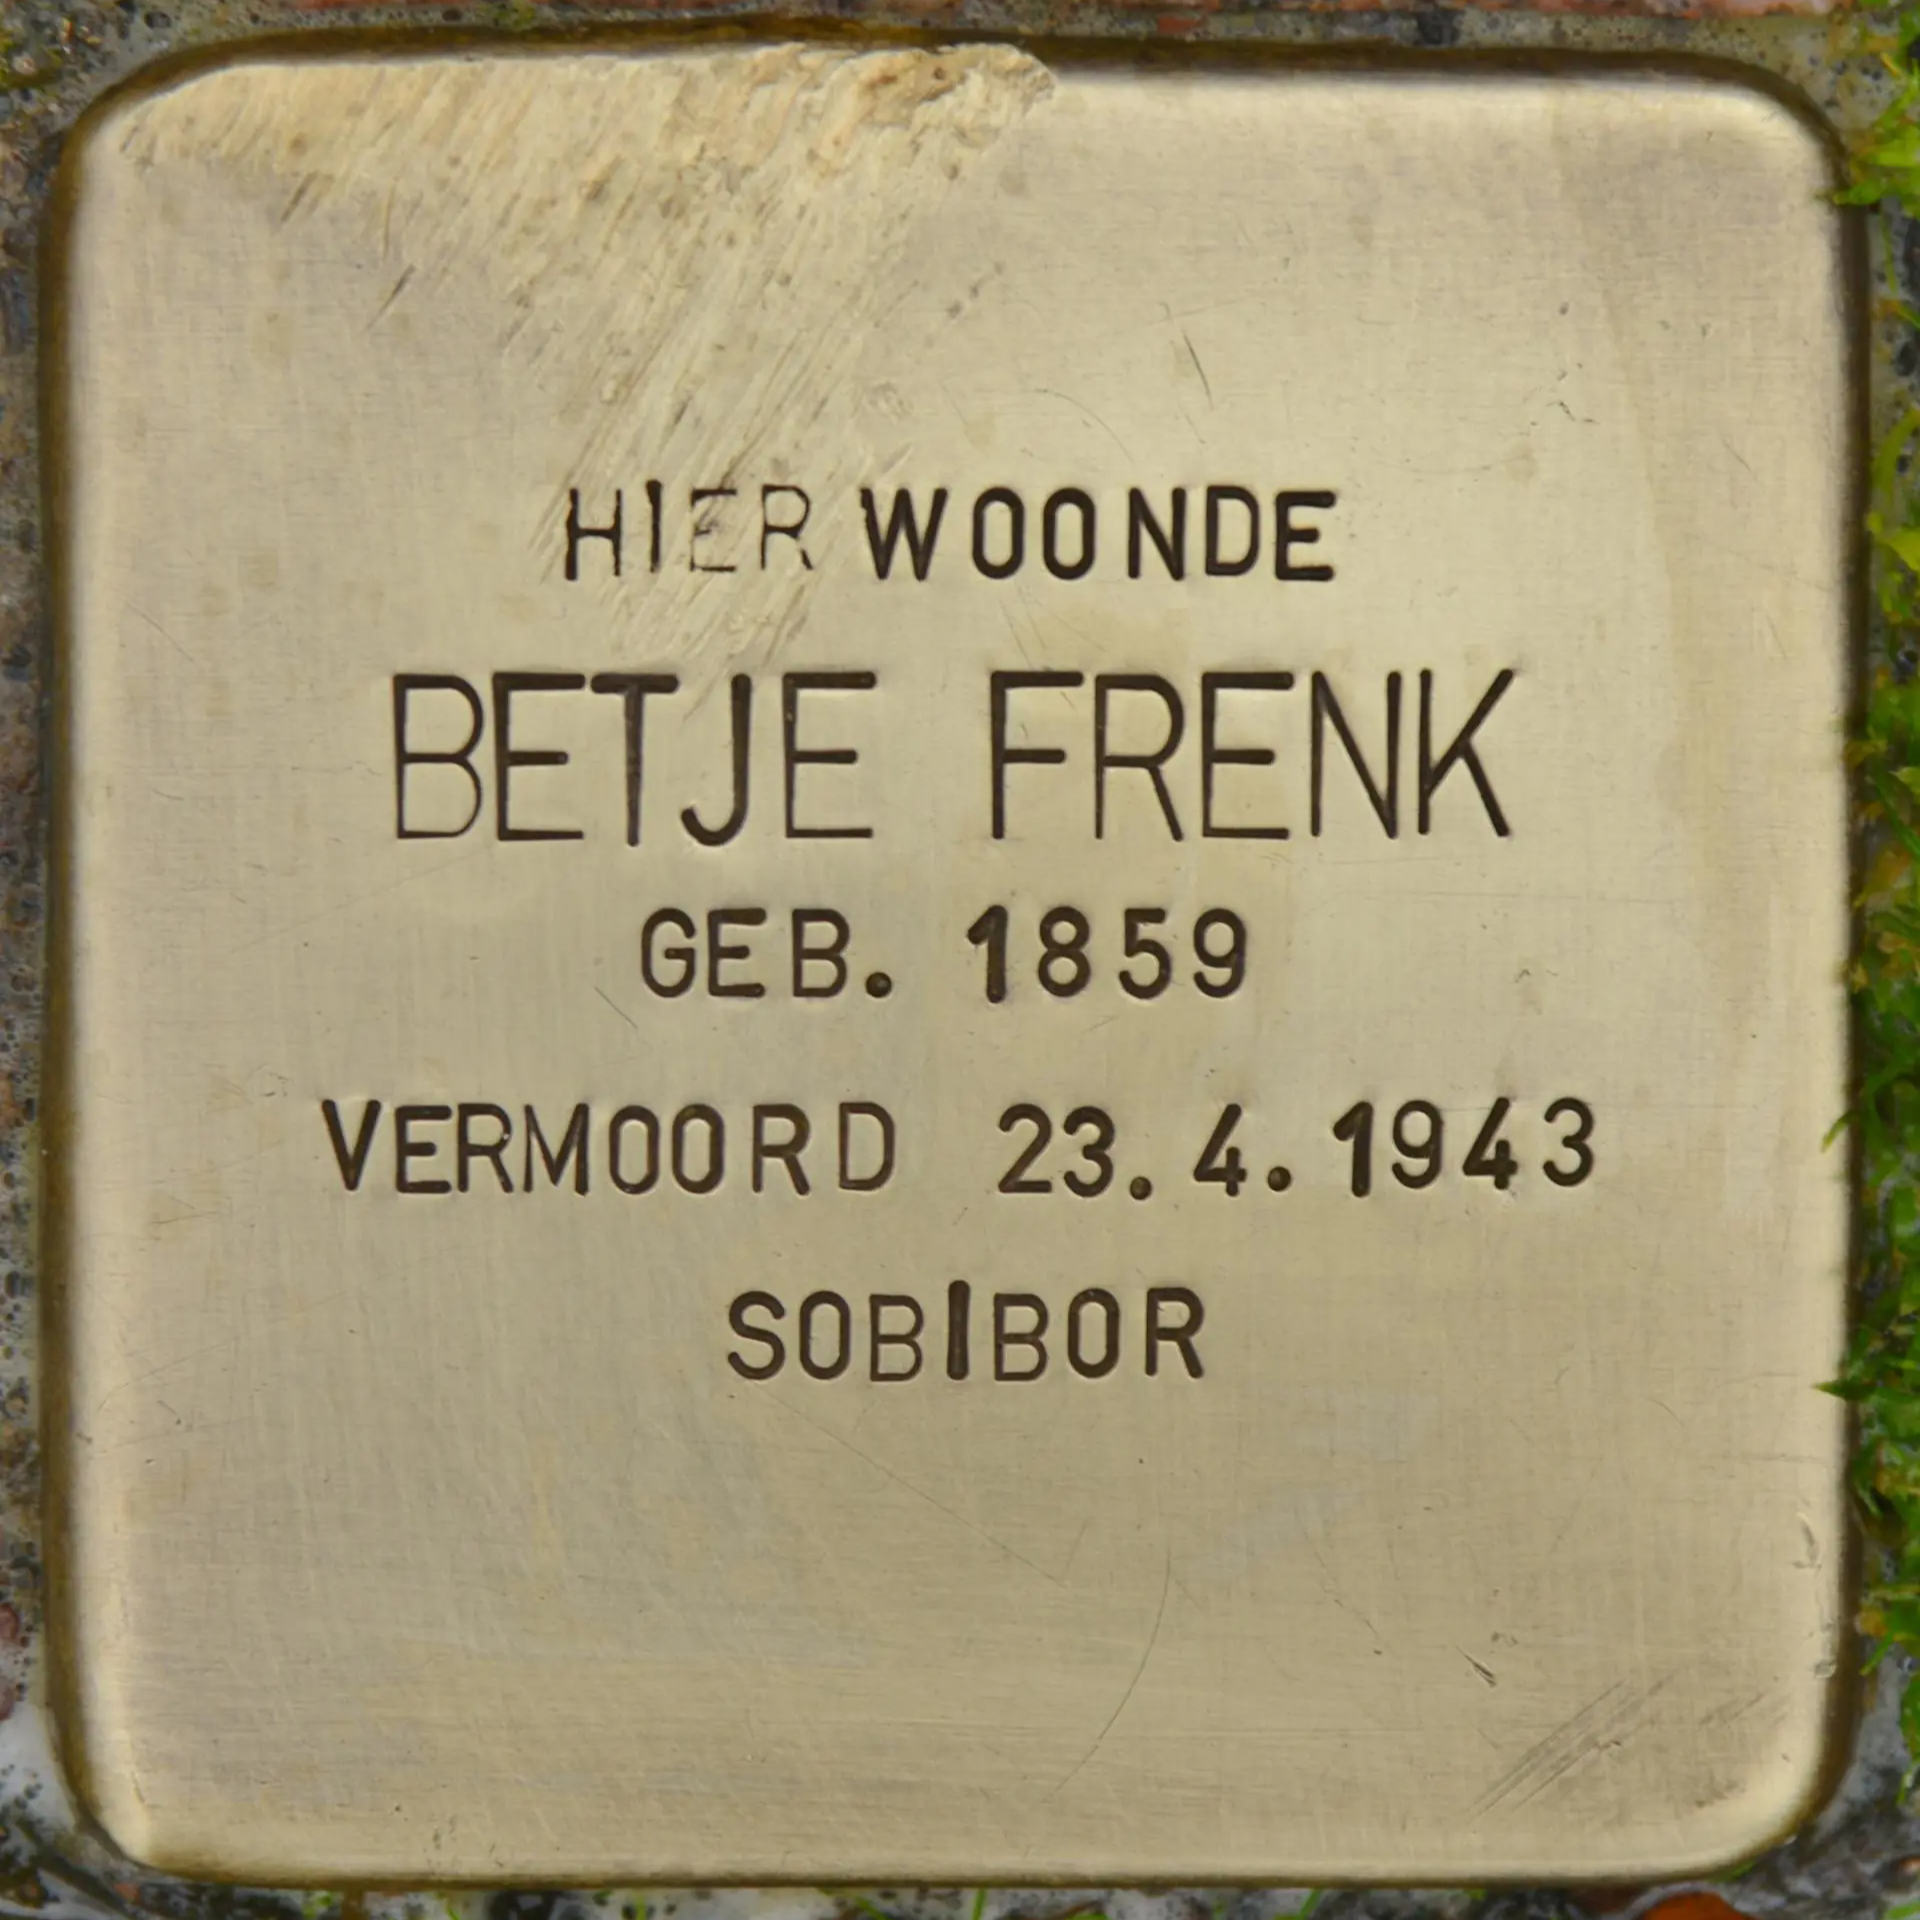 HIER WOONDE
BETJE FRENK
GEB. 1859
VERMOORD 23.4.1943
SOBIBOR